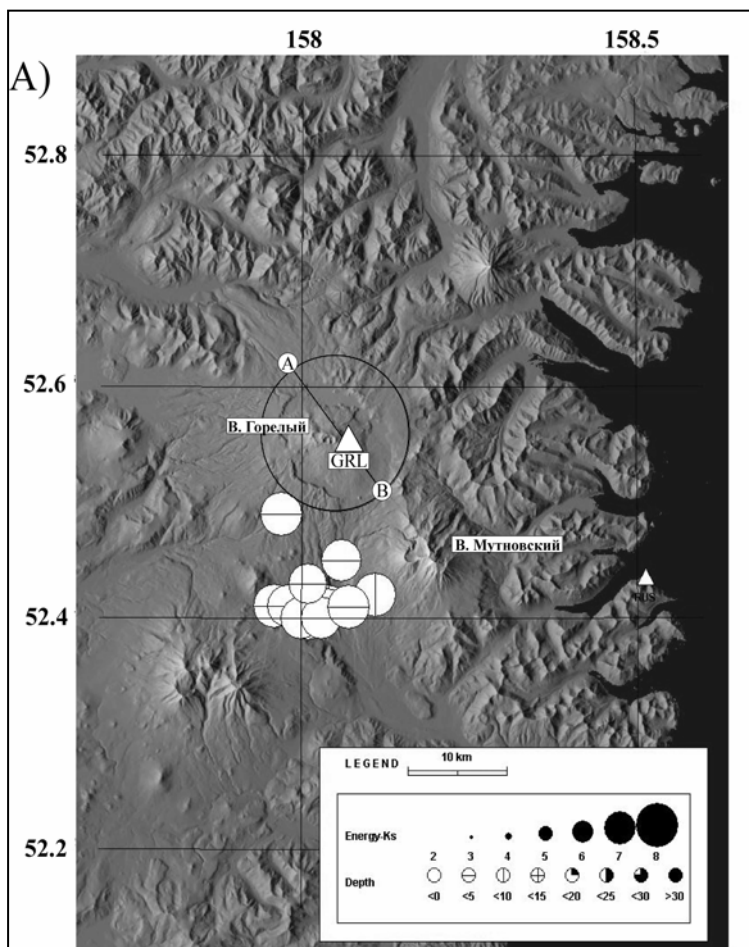 158 158.5
A)
52.8
52.6
A
В. Горелый
GRL
B
В. Мутновский
RUS
52.4
52.2
LEGEND
10 km
Energy-Ks
2 3 4 5 6 7 8
Depth
<0 <5 <10 <15 <20 <25 <30 >30